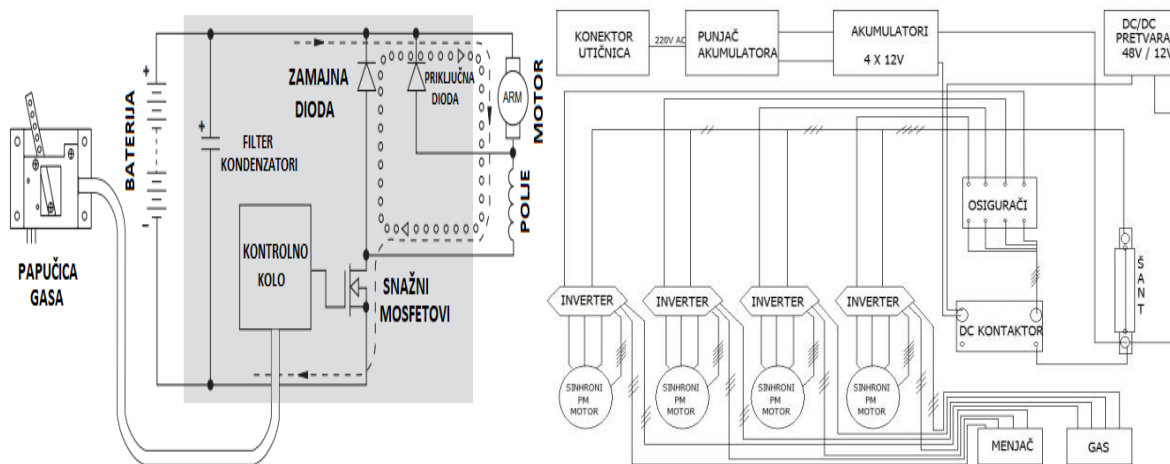 BATERIJA
+
-
+
FILTER
KONDENZATORI
ZAMAJNA
DIODA
PRIKLJUČNA
DIODA
ARM
MOTOR
POLJE
KONTROLNO
KOLO
SNAŽNI
MOSFETOVI
PAPUČICA
GASA
KONEKTOR
UTIČNICA
220V AC
PUNJAČ
AKUMULATORA
AKUMULATORI
4 X 12V
DC/DC
PRETVARA
48V / 12V
OSIGURAČI
ŠANT
DC KONTAKTOR
INVERTER
INVERTER
INVERTER
INVERTER
SINHRONI
PM
MOTOR
SINHRONI
PM
MOTOR
SINHRONI
PM
MOTOR
SINHRONI
PM
MOTOR
MENJAČ
GAS